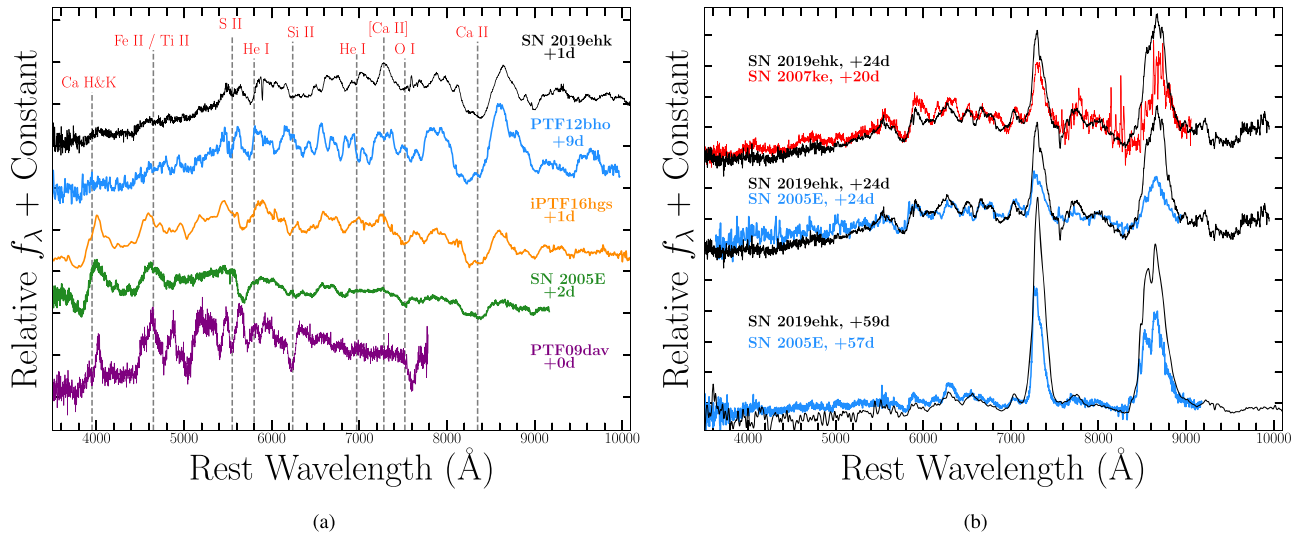 Relative fλ + Constant
Ca H&K
Fe II / Ti II
S II
He I
Si II
He I
[Ca II]
O I
Ca II
SN 2019ehk
+1d
PTF12bho
+9d
iPTF16hgs
+1d
SN 2005E
+2d
PTF09dav
+0d
4000 5000 6000 7000 8000 9000 10000
Rest Wavelength (Å)
(a)
Relative fλ + Constant
SN 2019ehk, +24d
SN 2007ke, +20d
SN 2019ehk, +24d
SN 2005E, +24d
SN 2019ehk, +59d
SN 2005E, +57d
4000 5000 6000 7000 8000 9000 10000
Rest Wavelength (Å)
(b)